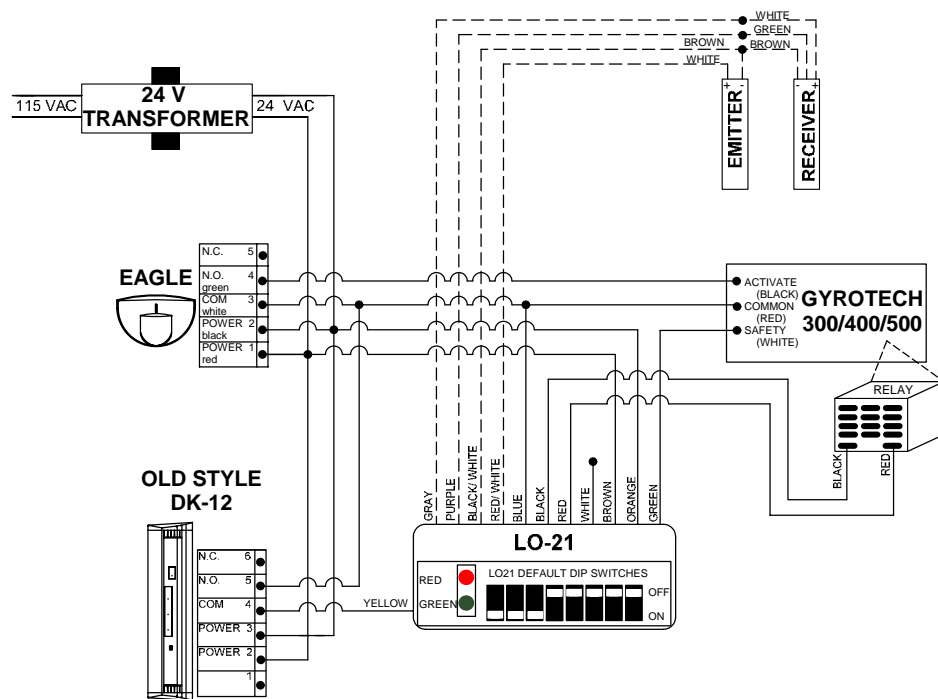 WHITE
GREEN
BROWN BROWN
WHITE
+ - - +
EMITTER
RECEIVER
115 VAC
24 V
TRANSFORMER
24 VAC
EAGLE
N.C. 5
N.O. 4
green
COM 3
white
POWER 2
black
POWER 1
red
ACTIVATE
(BLACK)
COMMON
(RED)
SAFETY
(WHITE)
GYROTECH
300/400/500
RELAY
BLACK
RED
OLD STYLE
DK-12
N.C. 6
N.O. 5
COM 4
POWER 3
POWER 2
1
YELLOW
GRAY
PURPLE
BLACK/ WHITE
RED/ WHITE
BLUE
BLACK
RED
WHITE
BROWN
ORANGE
GREEN
LO-21
RED
GREEN
LO21 DEFAULT DIP SWITCHES
OFF
ON